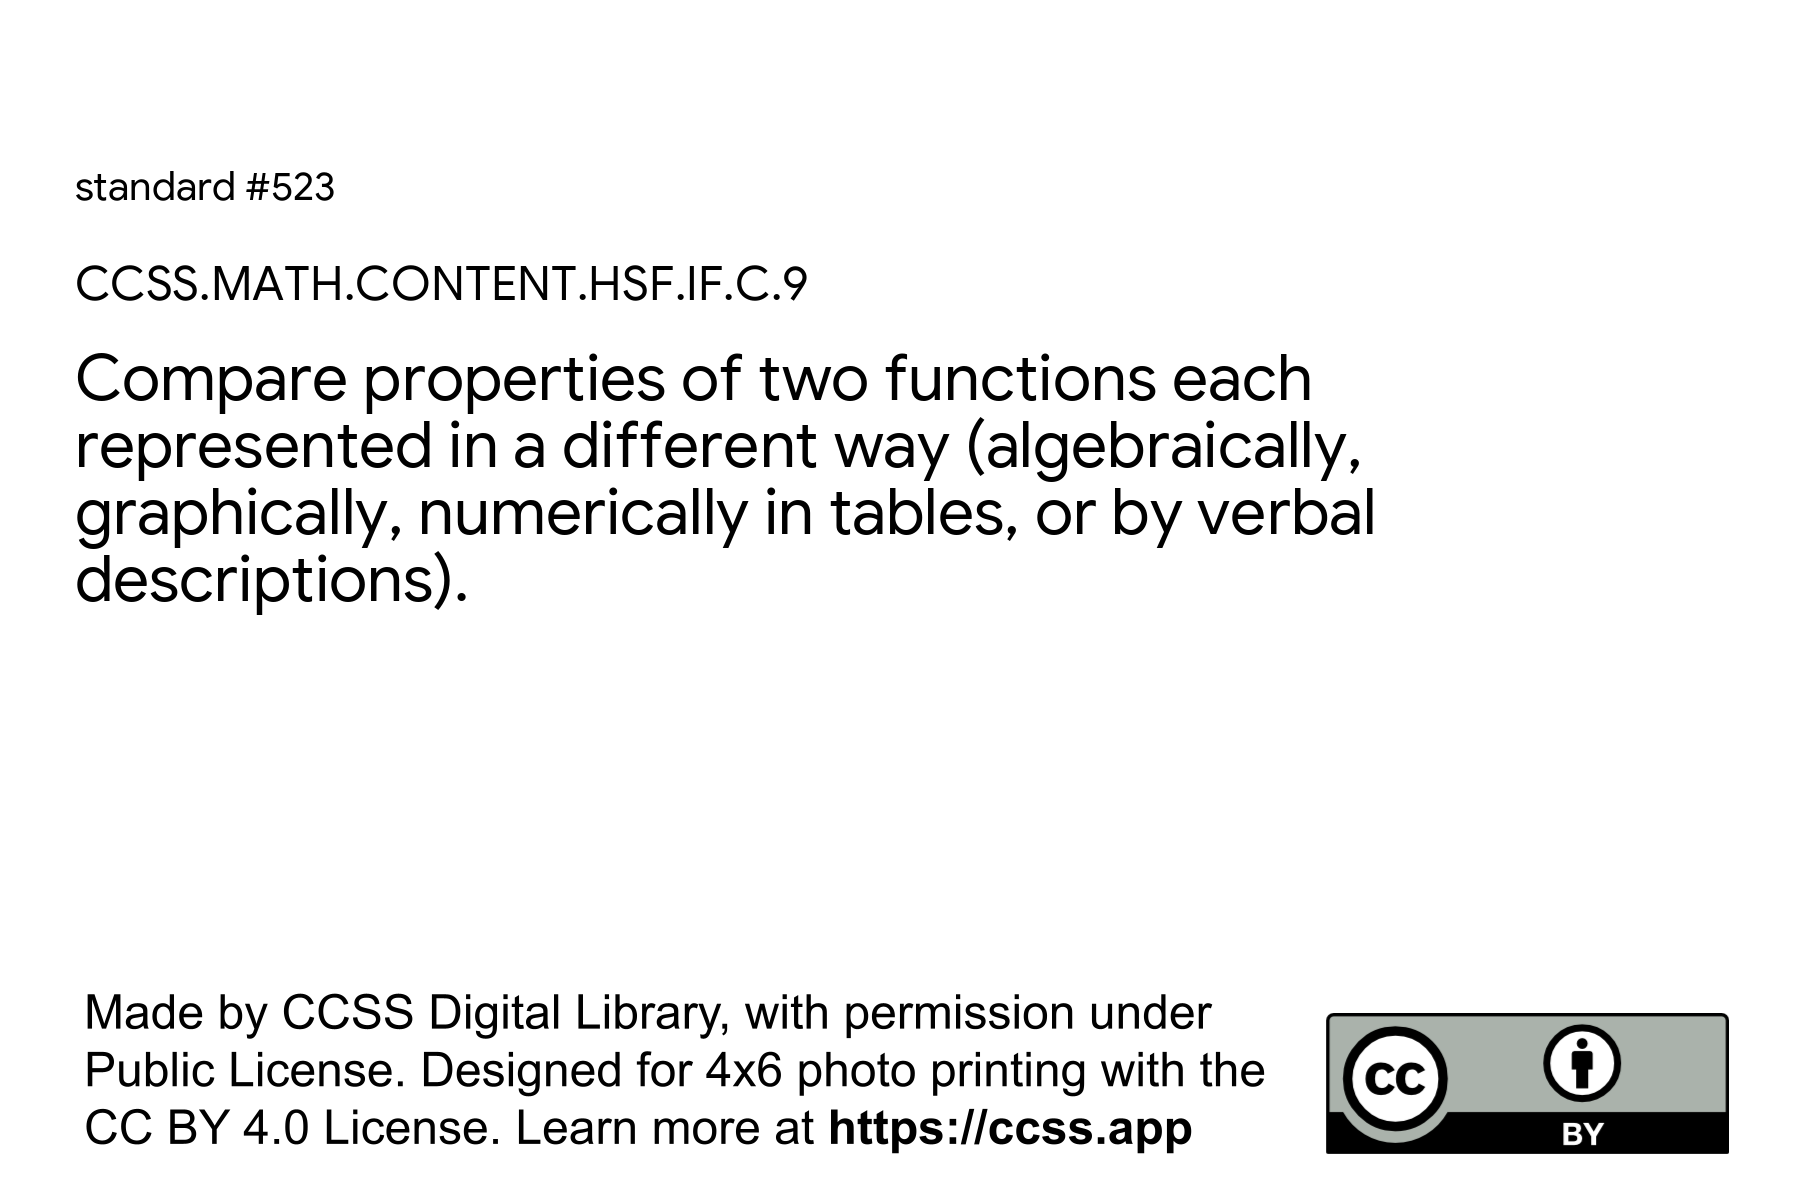 standard #523
CCSS.MATH.CONTENT.HSF.IF.C.9
Compare properties of two functions each
represented in a different way (algebraically,
graphically, numerically in tables, or by verbal
descriptions).
Made by CCSS Digital Library, with permission under
Public License. Designed for 4x6 photo printing with the
CC BY 4.0 License. Learn more at https://ccss.app
CC
BY